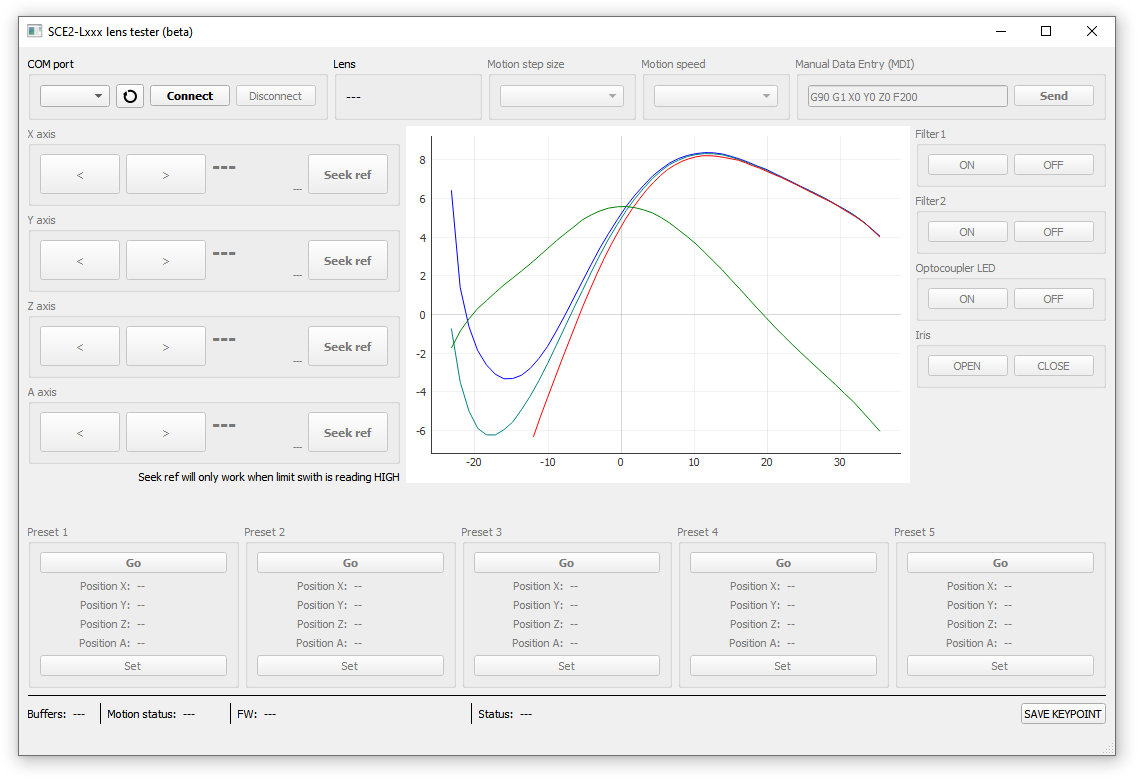 SCE2-Lxxx lens tester (beta)
COM port
Lens
Motion step size
Motion speed
Manual Data Entry (MDI)
Connect
Disconnect
---
G90 G1 X0 Y0 Z0 F200
Send
X axis
< > --- --- Seek ref
Y axis
< > --- --- Seek ref
Z axis
< > --- --- Seek ref
A axis
< > --- --- Seek ref
Seek ref will only work when limit swith is reading HIGH
8
6
4
2
0
-2
-4
-6
-20 -10 0 10 20 30
Filter1
ON OFF
Filter2
ON OFF
Optocoupler LED
ON OFF
Iris
OPEN CLOSE
Preset 1
Go
Position X: --
Position Y: --
Position Z: --
Position A: --
Set
Preset 2
Go
Position X: --
Position Y: --
Position Z: --
Position A: --
Set
Preset 3
Go
Position X: --
Position Y: --
Position Z: --
Position A: --
Set
Preset 4
Go
Position X: --
Position Y: --
Position Z: --
Position A: --
Set
Preset 5
Go
Position X: --
Position Y: --
Position Z: --
Position A: --
Set
Buffers: --- Motion status: --- FW: --- Status: --- SAVE KEYPOINT